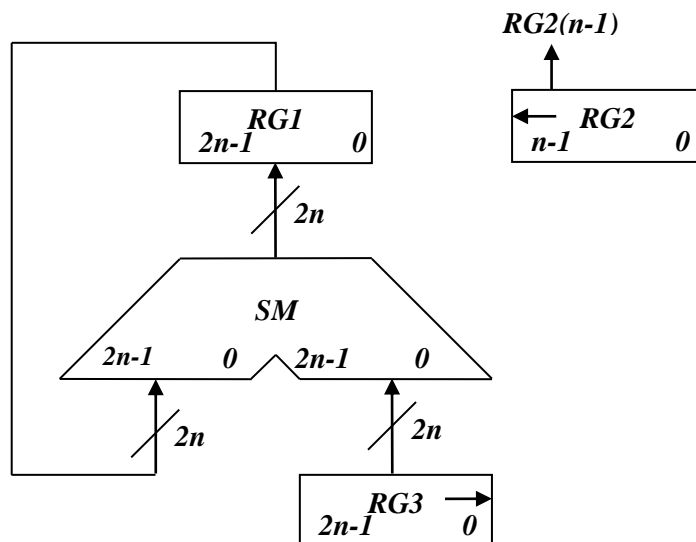 RG2(n-1)
RG1
2n-1 0
RG2
n-1 0
2n
SM
2n-1 0 2n-1 0
2n 2n
RG3
2n-1 0